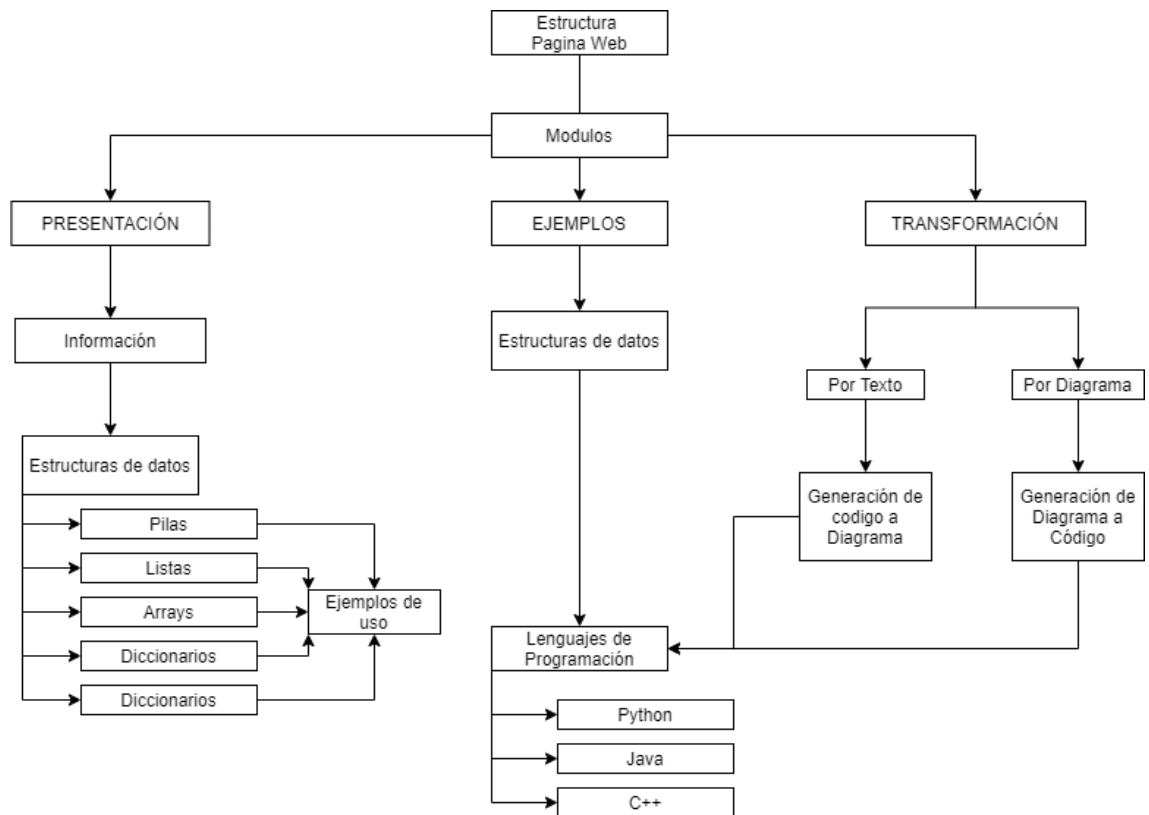 Estructura
Pagina Web
Modulos
PRESENTACIÓN
EJEMPLOS
TRANSFORMACIÓN
Información
Estructuras de datos
Por Texto
Por Diagrama
Estructuras de datos
Generación de
codigo a
Diagrama
Generación de
Diagrama a
Código
Pilas
Listas
Arrays
Diccionarios
Diccionarios
Ejemplos de
uso
Lenguajes de
Programación
Python
Java
C++